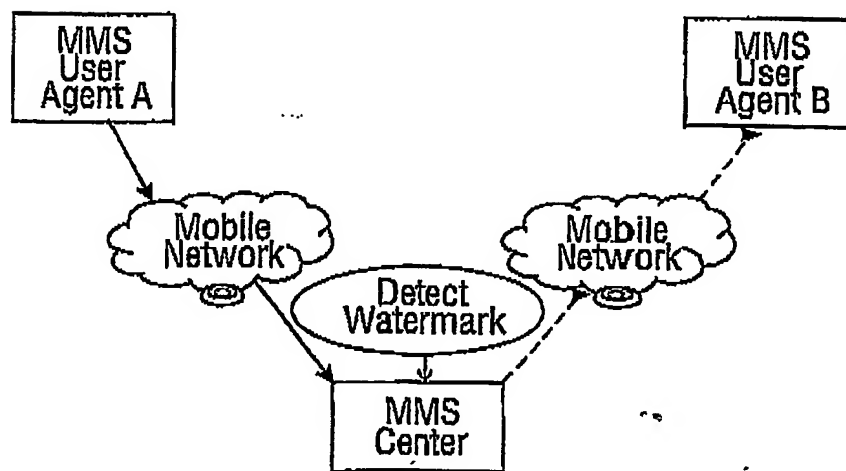 MMS
User
Agent A
MMS
User
Agent B
Mobile
Network
Mobile
Network
Detect
Watermark
MMS
Center